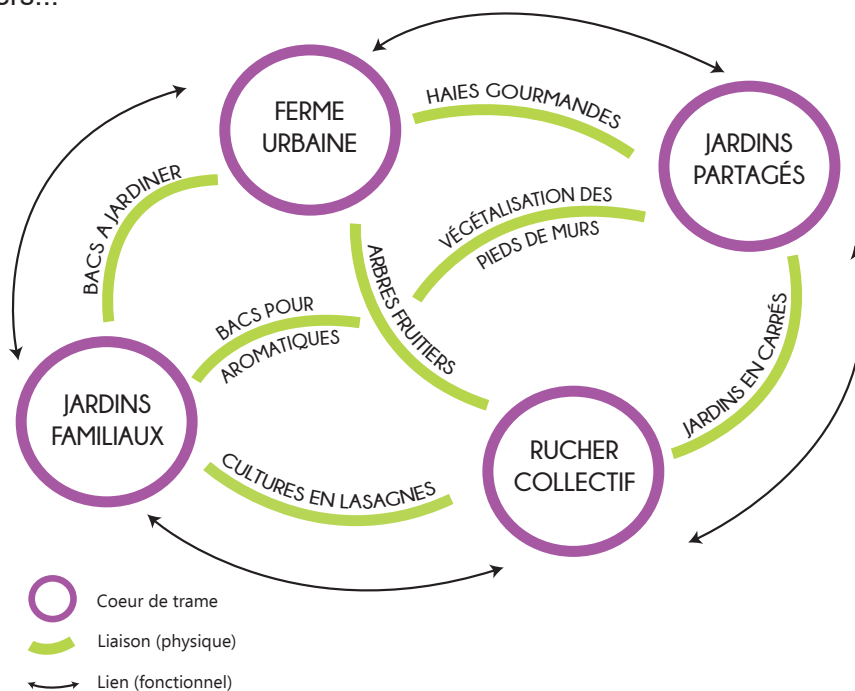 FERME
URBAINE
HAIES GOURMANDES
JARDINS
PARTAGÉS
BACS A JARDINER
VÉGÉTALISATION DES
PIEDS DE MURS
ARBRES FRUITIERS
BACS POUR
AROMATIQUES
JARDINS EN CARRÉS
JARDINS
FAMILIAUX
RUCHER
COLLECTIF
CULTURES EN LASAGNES
Coeur de trame
Liaison (physique)
Lien (fonctionnel)